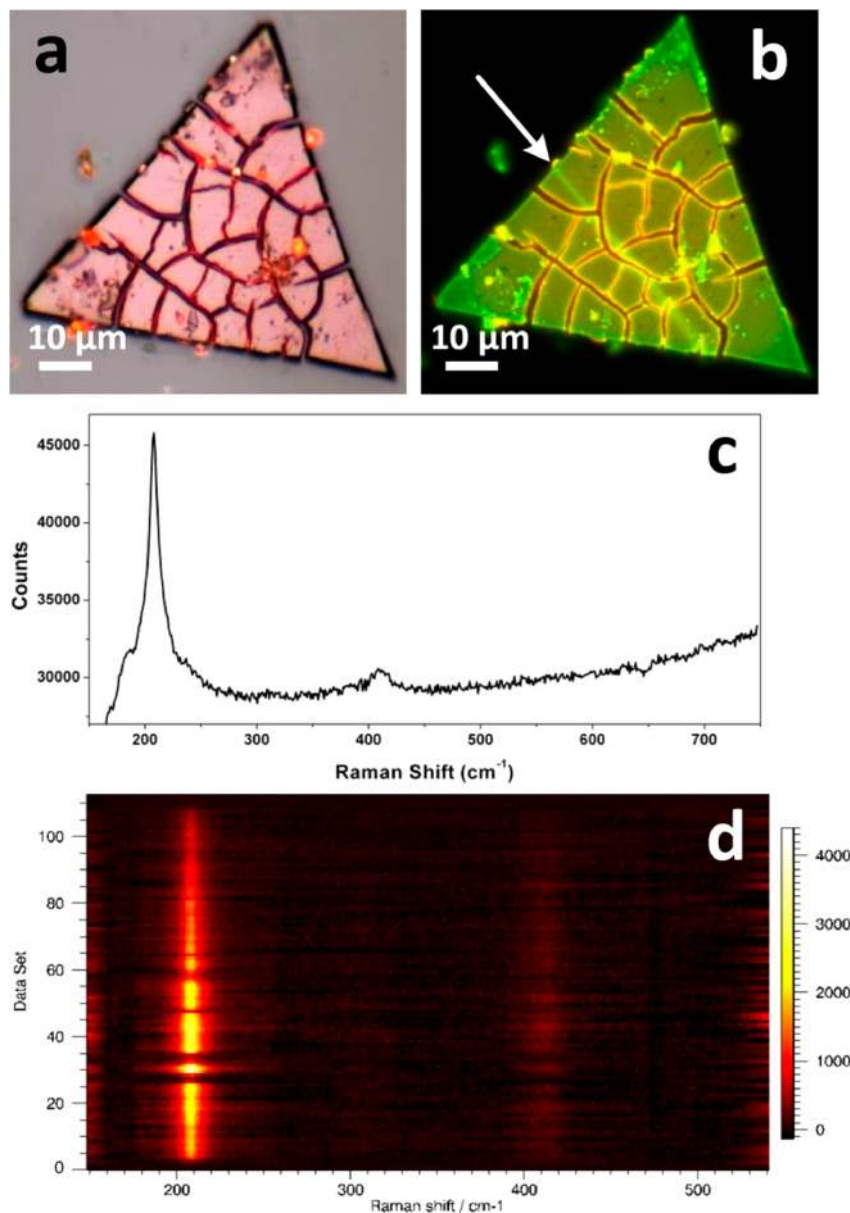 a
10 µm
b
10 µm
c
45000
40000
35000
30000
Counts
200 300 400 500 600 700
Raman Shift (cm⁻¹)
d
100
80
60
40
20
0
Data Set
200 300 400 500
Raman shift / cm-1
4000
3000
2000
1000
0